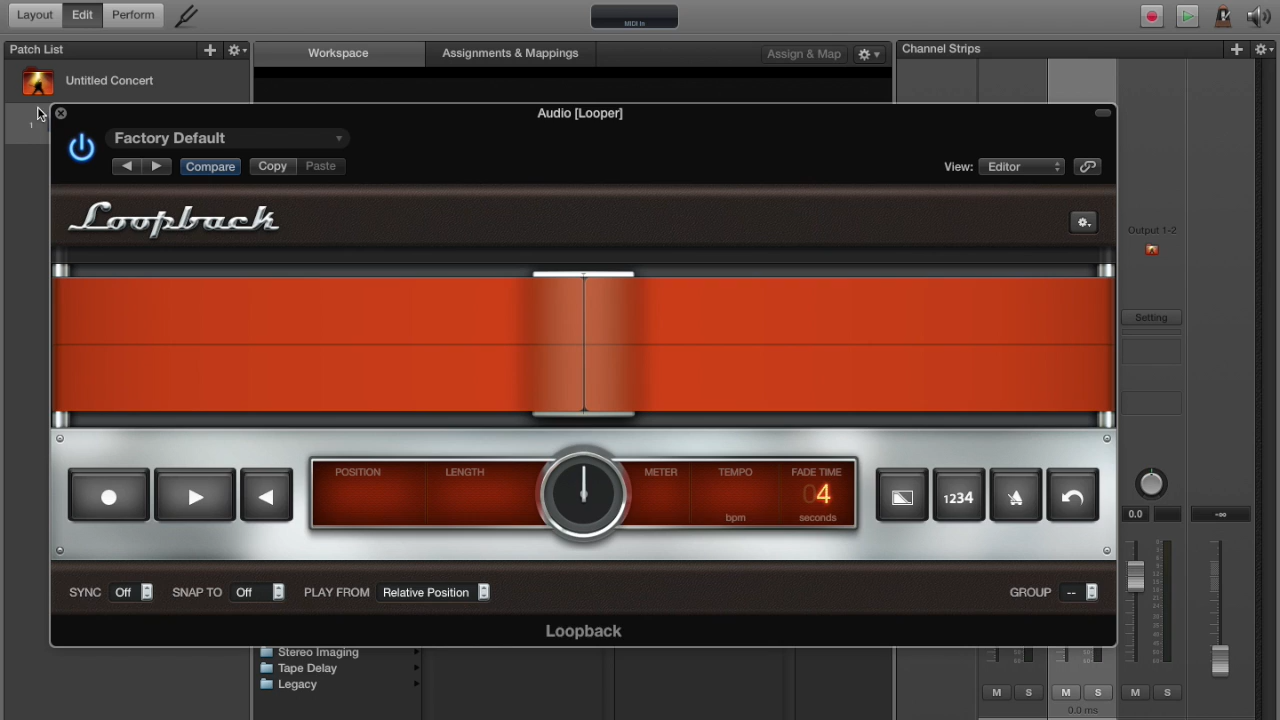 Layout Edit Perform
MIDI In
Patch List
Workspace Assignments & Mappings Assign & Map
Channel Strips
Untitled Concert
1
Audio [Looper]
Factory Default
Compare Copy Paste
View: Editor
Loopback
Output 1-2
Setting
POSITION LENGTH METER TEMPO FADE TIME
04
bpm seconds
1234
0.0 -∞
SYNC Off SNAP TO Off PLAY FROM Relative Position GROUP --
Loopback
Stereo Imaging
Tape Delay
Legacy
M S M S M S
0.0 ms